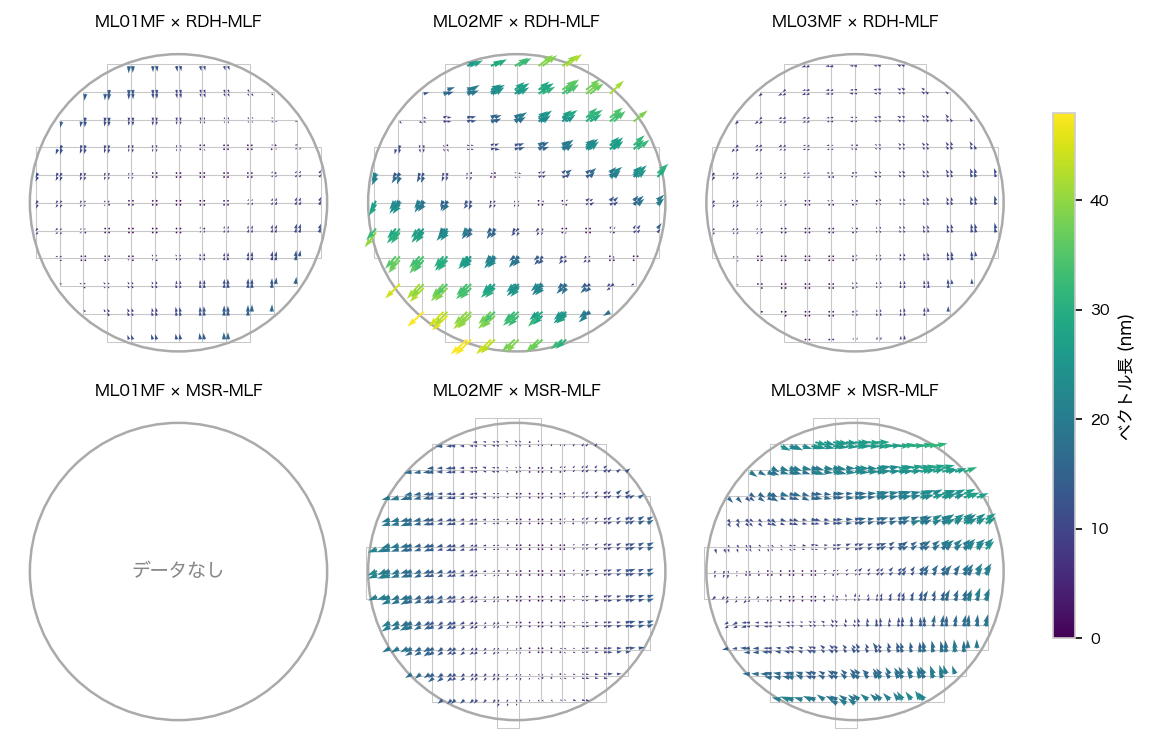 ML01MF × RDH-MLF
ML02MF × RDH-MLF
ML03MF × RDH-MLF
ML01MF × MSR-MLF
ML02MF × MSR-MLF
ML03MF × MSR-MLF
データなし
40
30
20
10
0
ベクトル長 (nm)